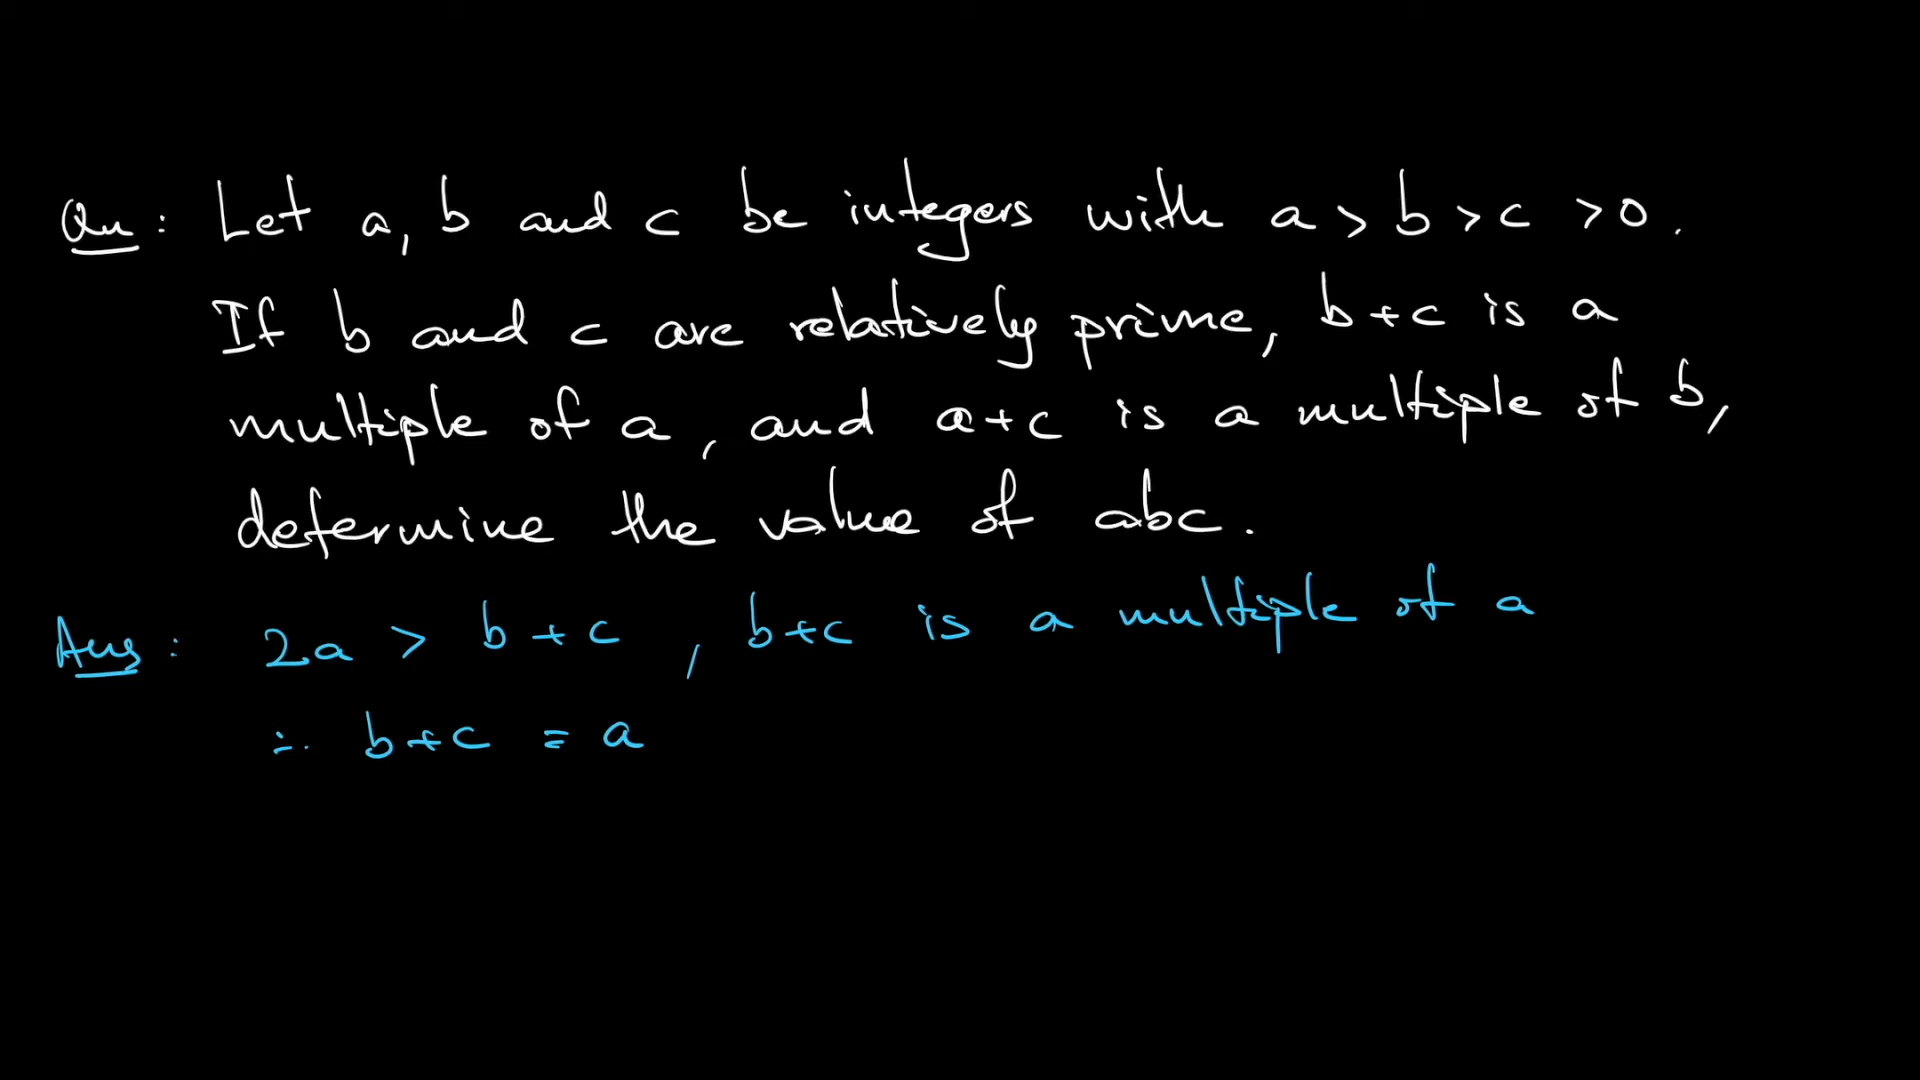 Qu: Let a, b and c be integers with a > b > c > 0.
If b and c are relatively prime, b + c is a
multiple of a, and a + c is a multiple of b,
determine the value of abc.
Ans: 2a > b + c, b + c is a multiple of a
∴ b + c = a